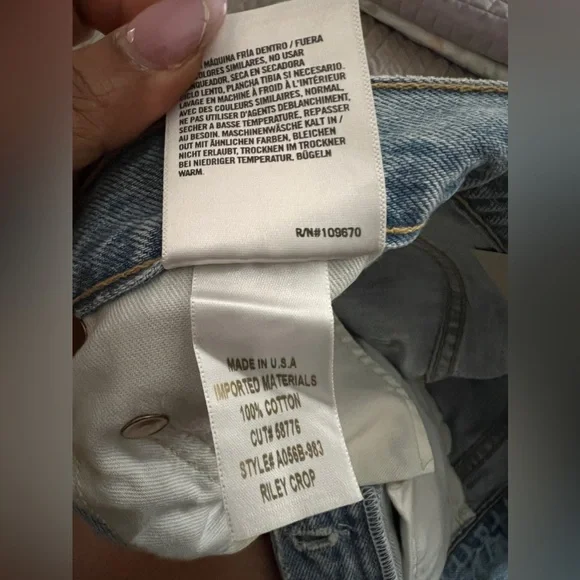 MÁQUINA FRÍA DENTRO / FUERA
COLORES SIMILARES, NO USAR
BLANQUEADOR, SECA EN SECADORA
CICLO LENTO, PLANCHA TIBIA SI NECESARIO.
LAVAGE EN MACHINE À FROID À L'INTÉRIEUR
AVEC DES COULEURS SIMILAIRES, NORMAL,
NE PAS UTILISER D'AGENTS DEBLANCHIMENT,
SÉCHER A BASSE TEMPERATURE, REPASSER
AU BESOIN. MASCHINENWÄSCHE KALT IN /
OUT MIT ÄHNLICHEN FARBEN, BLEICHEN
NICHT ERLAUBT, TROCKNEN IM TROCKNER
BEI NIEDRIGER TEMPERATUR, BÜGELN
WARM.
R/N#109670
MADE IN U.S.A
IMPORTED MATERIALS
100% COTTON
CUT# 58776
STYLE# A056B-983
RILEY CROP